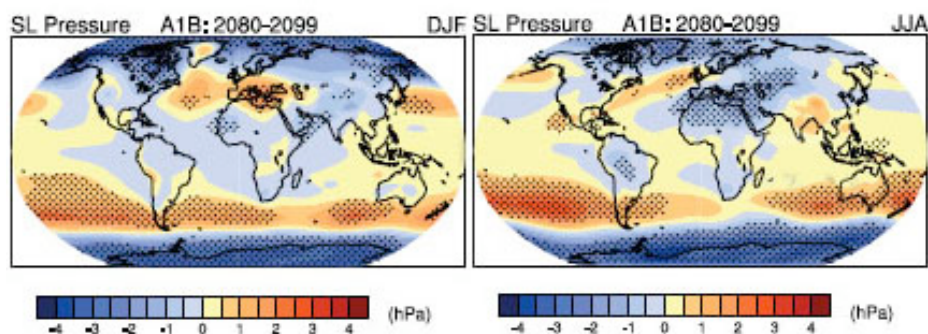 SL Pressure A1B: 2080-2099 DJF
SL Pressure A1B: 2080-2099 JJA
-4 -3 -2 -1 0 1 2 3 4 (hPa)
-4 -3 -2 -1 0 1 2 3 4 (hPa)